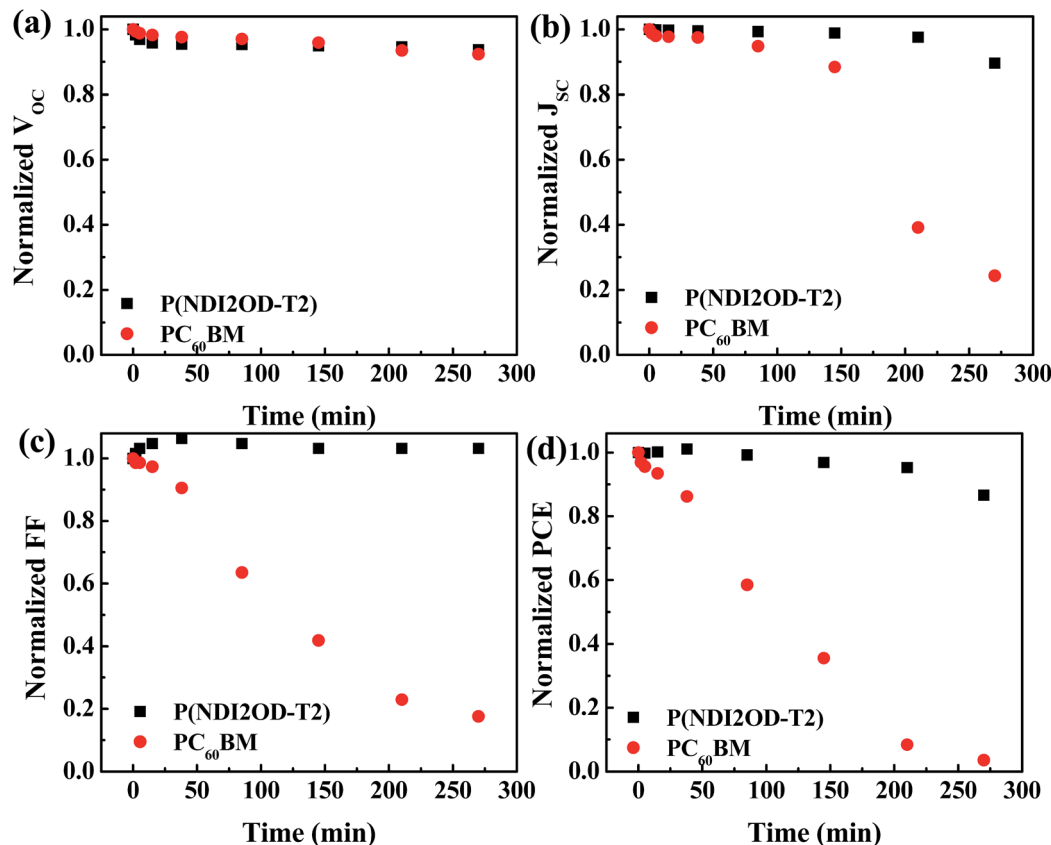 (a)
1.0
0.8
0.6
0.4
0.2
0.0
Normalized V_OC
P(NDI2OD-T2)
PC₆₀BM
0 50 100 150 200 250 300
Time (min)
(b)
1.0
0.8
0.6
0.4
0.2
0.0
Normalized J_SC
P(NDI2OD-T2)
PC₆₀BM
0 50 100 150 200 250 300
Time (min)
(c)
1.0
0.8
0.6
0.4
0.2
0.0
Normalized FF
P(NDI2OD-T2)
PC₆₀BM
0 50 100 150 200 250 300
Time (min)
(d)
1.0
0.8
0.6
0.4
0.2
0.0
Normalized PCE
P(NDI2OD-T2)
PC₆₀BM
0 50 100 150 200 250 300
Time (min)